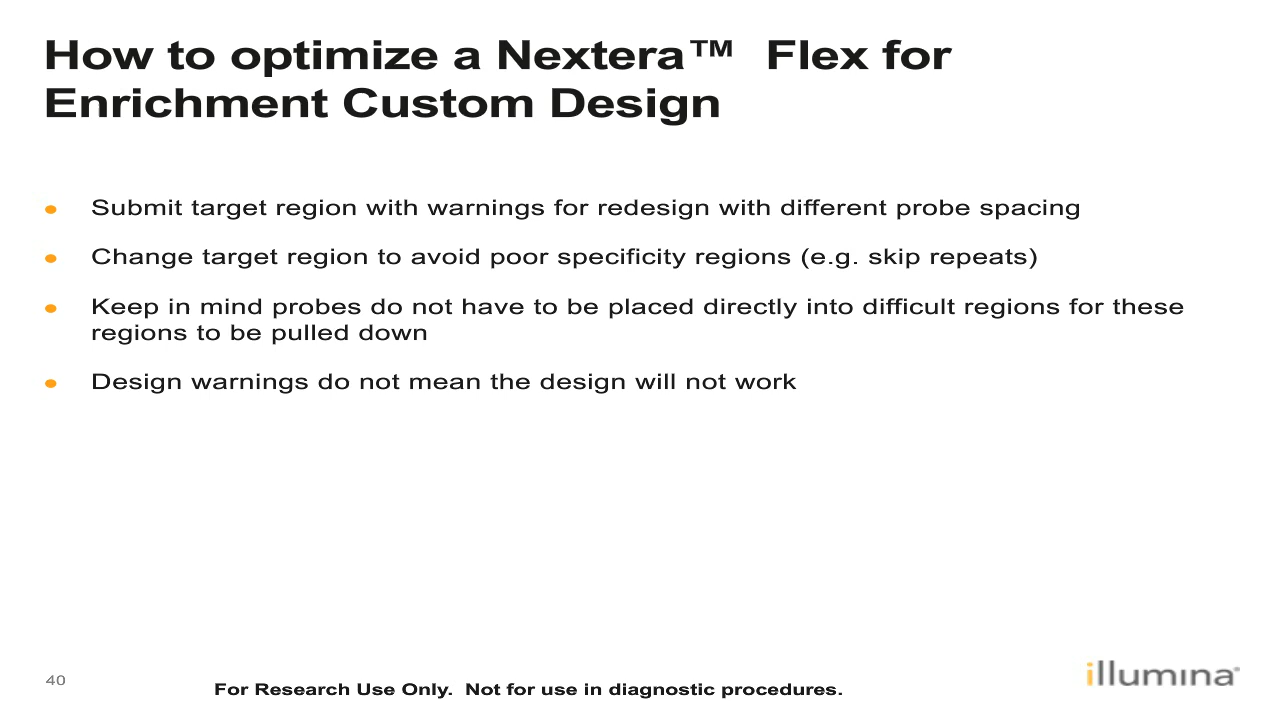 How to optimize a Nextera™ Flex for
Enrichment Custom Design
Submit target region with warnings for redesign with different probe spacing
Change target region to avoid poor specificity regions (e.g. skip repeats)
Keep in mind probes do not have to be placed directly into difficult regions for these
regions to be pulled down
Design warnings do not mean the design will not work
40
For Research Use Only. Not for use in diagnostic procedures.
illumina®